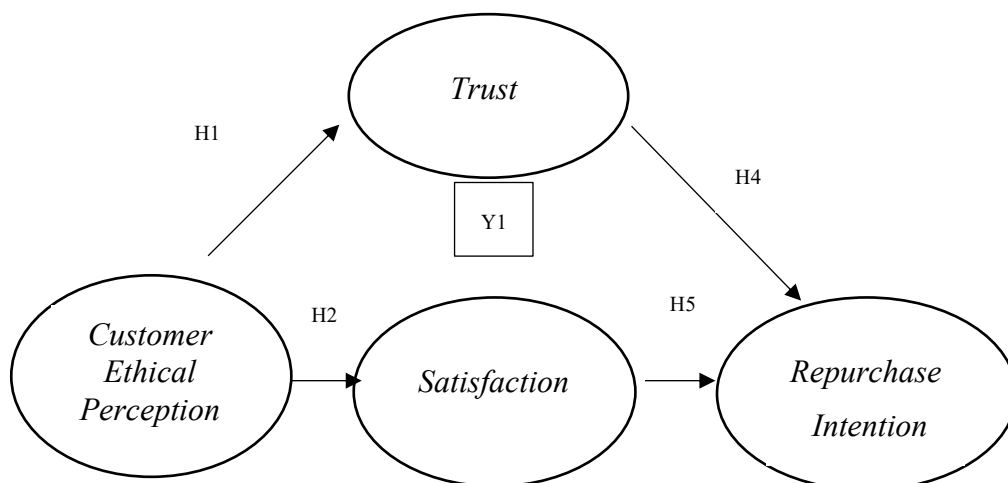 Trust
H1
H4
Y1
H2
H5
Customer
Ethical
Perception
Satisfaction
Repurchase
Intention